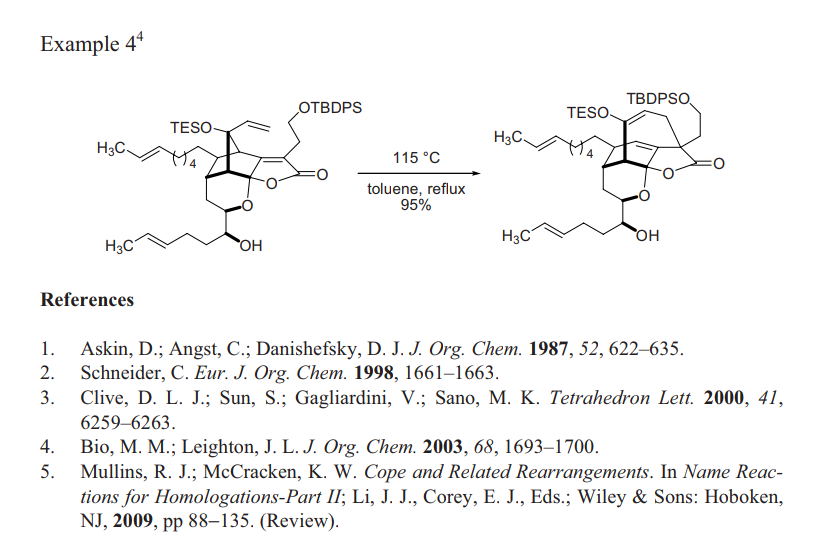 Example 4⁴
OTBDPS
TESO
H₃C
4
O
O
O
H₃C
OH
115 °C
toluene, reflux
95%
TBDPSO
TESO
H₃C
4
O
O
O
H₃C
OH
References
1. Askin, D.; Angst, C.; Danishefsky, D. J. J. Org. Chem. 1987, 52, 622–635.
2. Schneider, C. Eur. J. Org. Chem. 1998, 1661–1663.
3. Clive, D. L. J.; Sun, S.; Gagliardini, V.; Sano, M. K. Tetrahedron Lett. 2000, 41,
6259–6263.
4. Bio, M. M.; Leighton, J. L. J. Org. Chem. 2003, 68, 1693–1700.
5. Mullins, R. J.; McCracken, K. W. Cope and Related Rearrangements. In Name Reac-
tions for Homologations-Part II; Li, J. J., Corey, E. J., Eds.; Wiley & Sons: Hoboken,
NJ, 2009, pp 88–135. (Review).